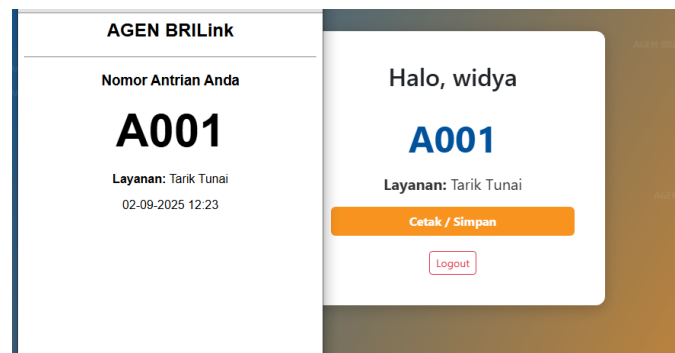 AGEN BRILink
Nomor Antrian Anda
A001
Layanan: Tarik Tunai
02-09-2025 12:23
Halo, widya
A001
Layanan: Tarik Tunai
Cetak / Simpan
Logout